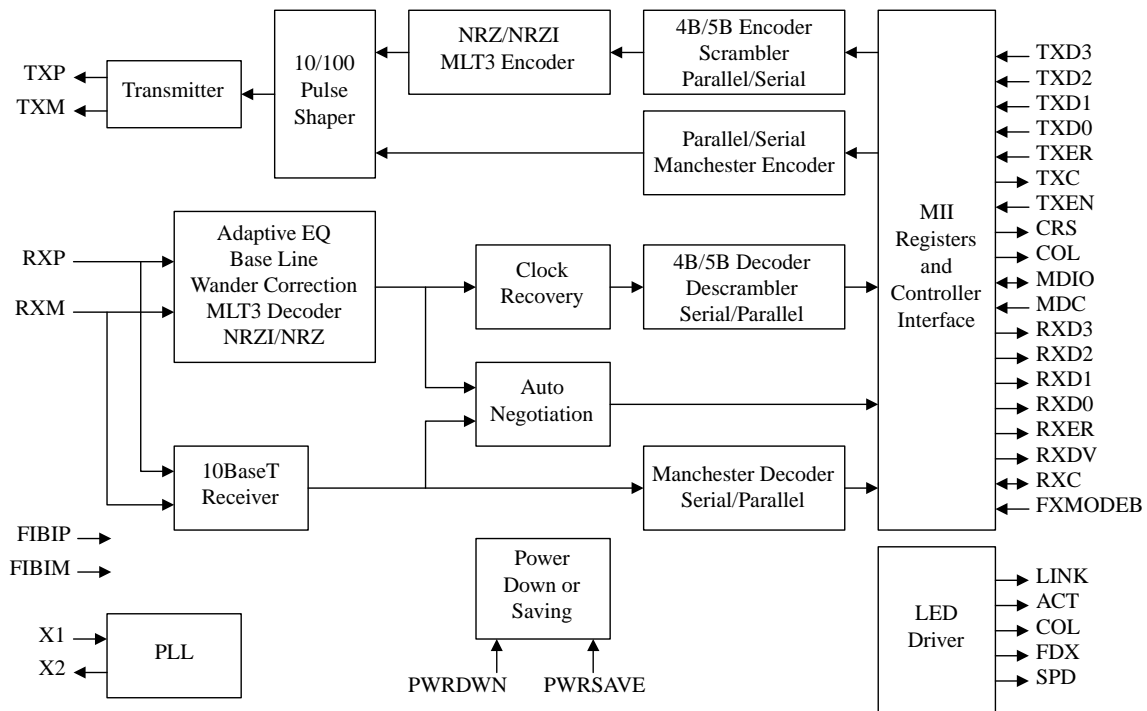 TXP
TXM
Transmitter
10/100
Pulse
Shaper
NRZ/NRZI
MLT3 Encoder
4B/5B Encoder
Scrambler
Parallel/Serial
Parallel/Serial
Manchester Encoder
RXP
RXM
Adaptive EQ
Base Line
Wander Correction
MLT3 Decoder
NRZI/NRZ
Clock
Recovery
4B/5B Decoder
Descrambler
Serial/Parallel
Auto
Negotiation
10BaseT
Receiver
Manchester Decoder
Serial/Parallel
MII
Registers
and
Controller
Interface
TXD3
TXD2
TXD1
TXD0
TXER
TXC
TXEN
CRS
COL
MDIO
MDC
RXD3
RXD2
RXD1
RXD0
RXER
RXDV
RXC
FXMODEB
FIBIP
FIBIM
X1
X2
PLL
Power
Down or
Saving
PWRDWN
PWRSAVE
LED
Driver
LINK
ACT
COL
FDX
SPD